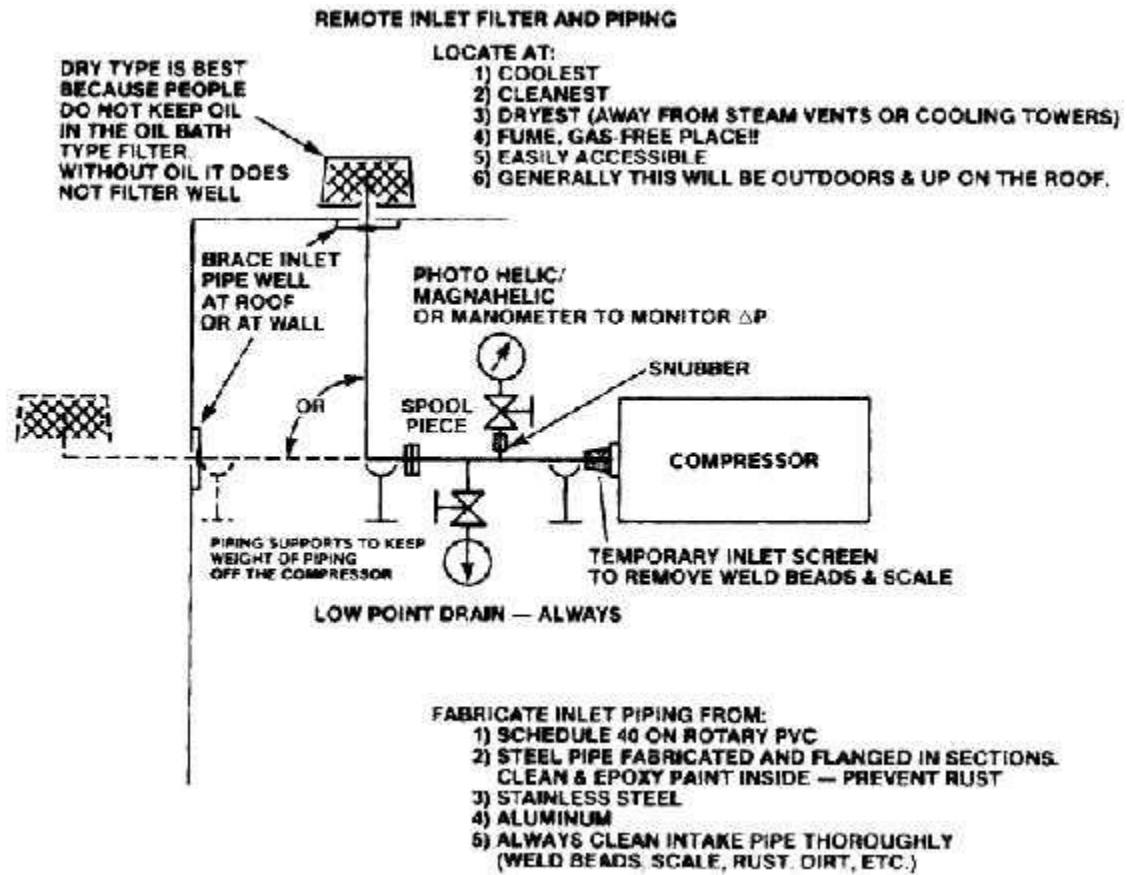 REMOTE INLET FILTER AND PIPING
LOCATE AT:
1) COOLEST
2) CLEANEST
3) DRYEST (AWAY FROM STEAM VENTS OR COOLING TOWERS)
4) FUME, GAS-FREE PLACE!!
5) EASILY ACCESSIBLE
6) GENERALLY THIS WILL BE OUTDOORS & UP ON THE ROOF.
DRY TYPE IS BEST
BECAUSE PEOPLE
DO NOT KEEP OIL
IN THE OIL BATH
TYPE FILTER.
WITHOUT OIL IT DOES
NOT FILTER WELL
BRACE INLET
PIPE WELL
AT ROOF
OR AT WALL
PHOTO HELIC/
MAGNAHELIC
OR MANOMETER TO MONITOR △P
SNUBBER
OR
SPOOL
PIECE
COMPRESSOR
PIPING SUPPORTS TO KEEP
WEIGHT OF PIPING
OFF THE COMPRESSOR
TEMPORARY INLET SCREEN
TO REMOVE WELD BEADS & SCALE
LOW POINT DRAIN — ALWAYS
FABRICATE INLET PIPING FROM:
1) SCHEDULE 40 ON ROTARY PVC
2) STEEL PIPE FABRICATED AND FLANGED IN SECTIONS.
CLEAN & EPOXY PAINT INSIDE — PREVENT RUST
3) STAINLESS STEEL
4) ALUMINUM
5) ALWAYS CLEAN INTAKE PIPE THOROUGHLY
(WELD BEADS, SCALE, RUST, DIRT, ETC.)